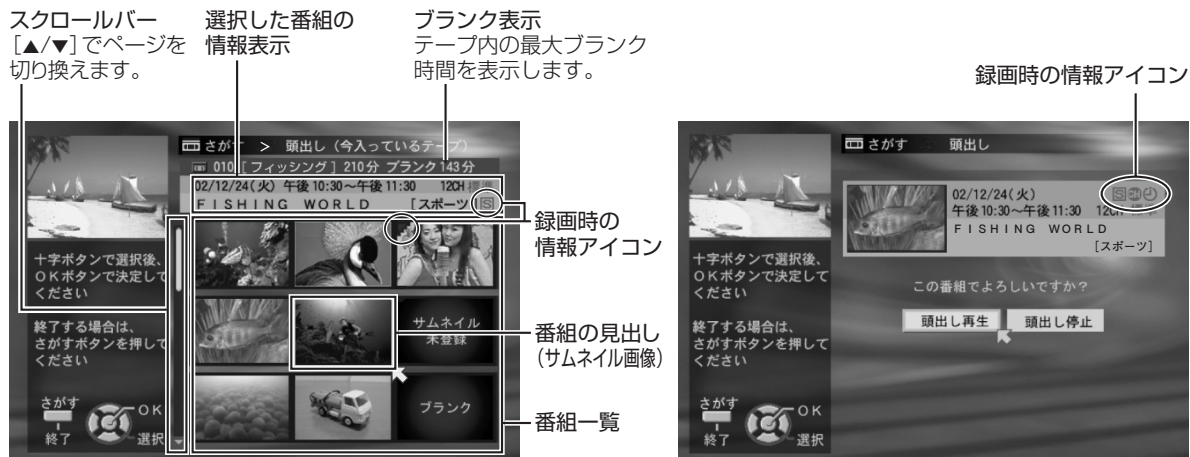 スクロールバー
[▲/▼]でページを
切り換えます。
選択した番組の
情報表示
ブランク表示
テープ内の最大ブランク
時間を表示します。
さがす > 頭出し (今入っているテープ)
010 [フィッシング] 210分 ブランク143分
02/12/24(火) 午後10:30～午後11:30 12CH 標準
FISHING WORLD [スポーツ] S
十字ボタンで選択後、
OKボタンで決定して
ください
終了する場合は、
さがすボタンを押して
ください
さがす
終了
OK
選択
サムネイル
未登録
ブランク
録画時の
情報アイコン
番組の見出し
(サムネイル画像)
番組一覧
録画時の情報アイコン
さがす 頭出し
02/12/24(火) S
午後10:30～午後11:30 12CH
FISHING WORLD
[スポーツ]
この番組でよろしいですか?
頭出し再生 頭出し停止
十字ボタンで選択後、
OKボタンで決定して
ください
終了する場合は、
さがすボタンを押して
ください
さがす
終了
OK
選択